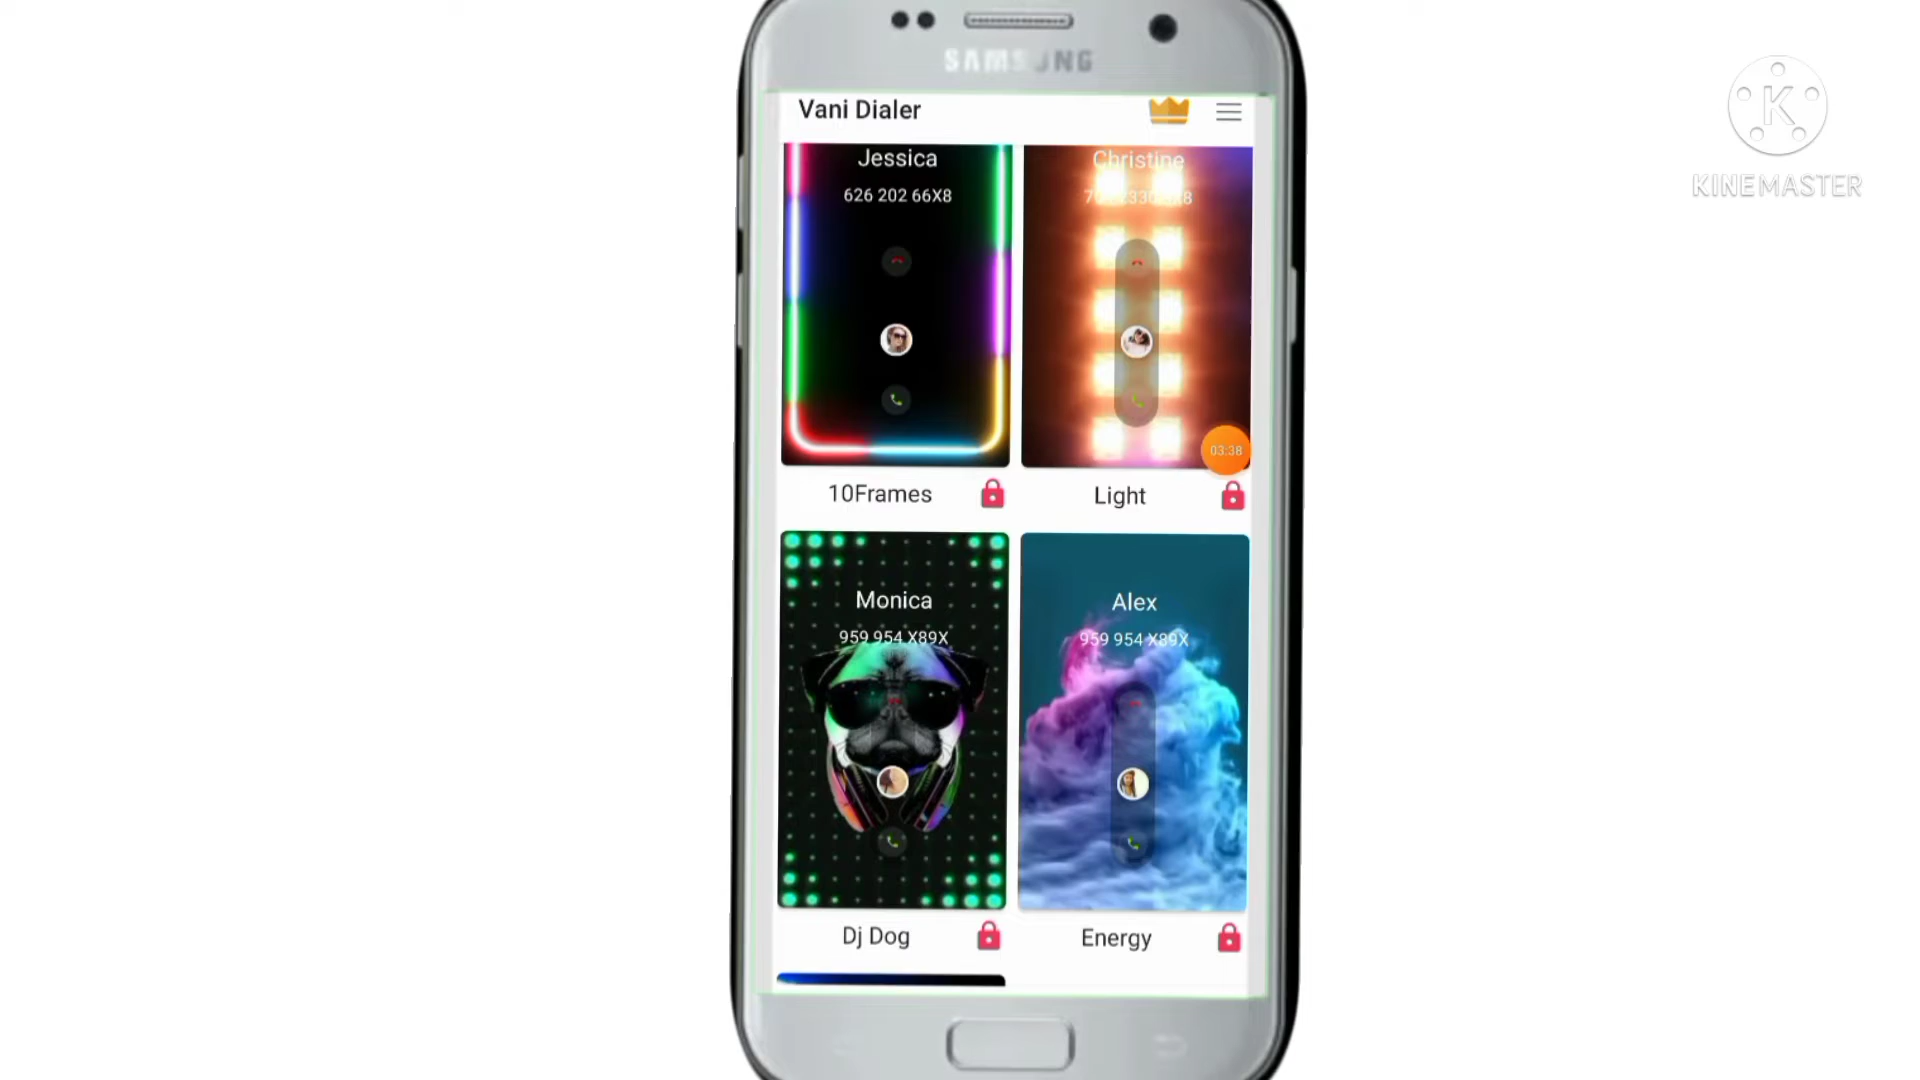 SAMSUNG
KINEMASTER
Vani Dialer
Jessica
626 202 66X8
Christine
03:38
10Frames
Light
Monica
959 954 X89X
Alex
959 954 X89X
Dj Dog
Energy